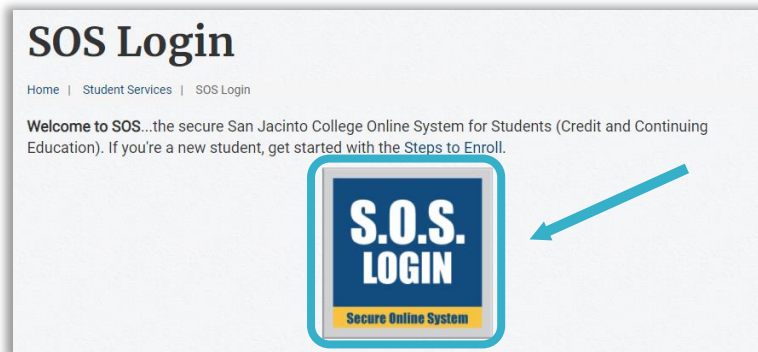 SOS Login
Home | Student Services | SOS Login
Welcome to SOS...the secure San Jacinto College Online System for Students (Credit and Continuing
Education). If you're a new student, get started with the Steps to Enroll.
S.O.S.
LOGIN
Secure Online System